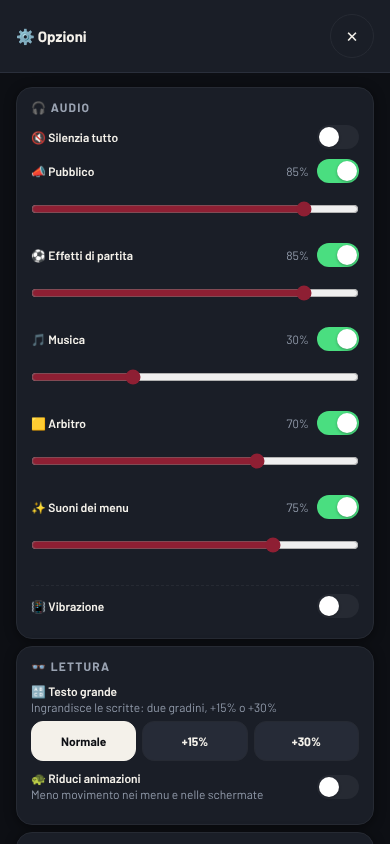 ⚙️ Opzioni
✕
🎧 AUDIO
🔇 Silenzia tutto
📣 Pubblico 85%
⚽ Effetti di partita 85%
🎵 Musica 30%
🟨 Arbitro 70%
✨ Suoni dei menu 75%
📳 Vibrazione
👓 LETTURA
🔠 Testo grande
Ingrandisce le scritte: due gradini, +15% o +30%
Normale +15% +30%
🐢 Riduci animazioni
Meno movimento nei menu e nelle schermate